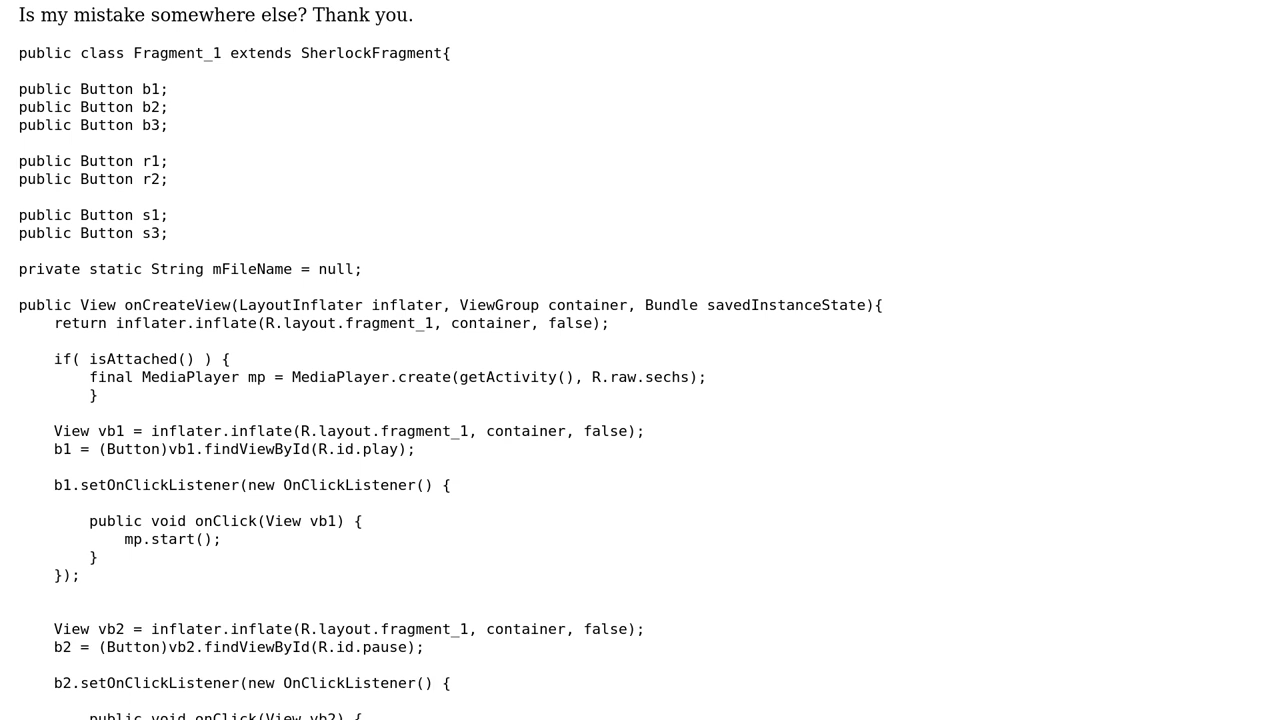 Is my mistake somewhere else? Thank you.
public class Fragment_1 extends SherlockFragment{
public Button b1;
public Button b2;
public Button b3;
public Button r1;
public Button r2;
public Button s1;
public Button s3;
private static String mFileName = null;
public View onCreateView(LayoutInflater inflater, ViewGroup container, Bundle savedInstanceState){
    return inflater.inflate(R.layout.fragment_1, container, false);
    if( isAttached() ) {
        final MediaPlayer mp = MediaPlayer.create(getActivity(), R.raw.sechs);
        }
    View vb1 = inflater.inflate(R.layout.fragment_1, container, false);
    b1 = (Button)vb1.findViewById(R.id.play);
    b1.setOnClickListener(new OnClickListener() {
        public void onClick(View vb1) {
            mp.start();
        }
    });
    View vb2 = inflater.inflate(R.layout.fragment_1, container, false);
    b2 = (Button)vb2.findViewById(R.id.pause);
    b2.setOnClickListener(new OnClickListener() {
        public void onClick(View vb2) {